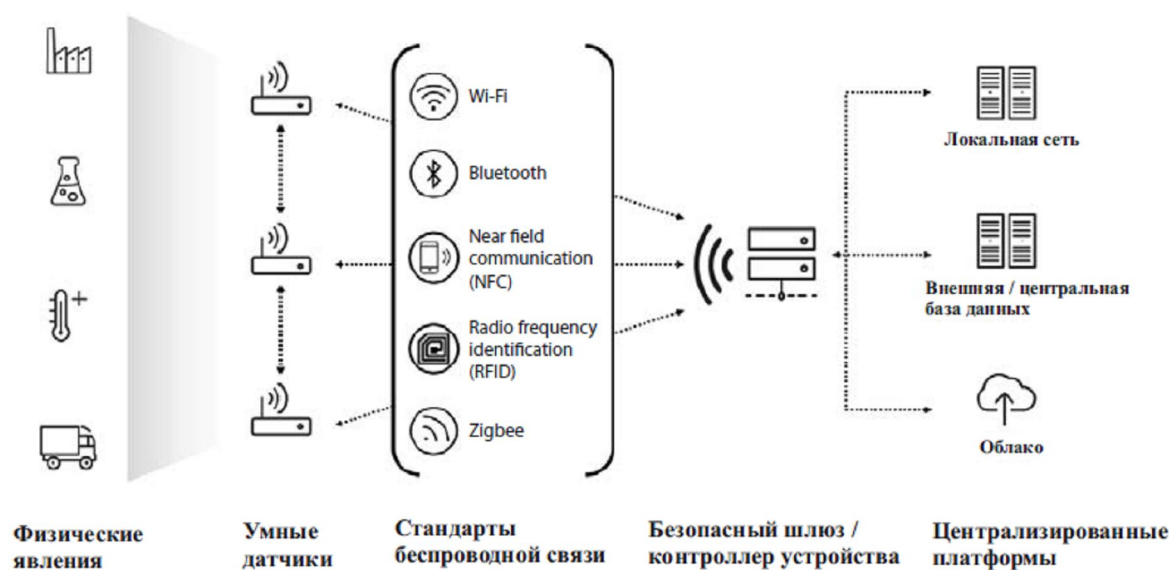 Wi-Fi
Bluetooth
Near field
communication
(NFC)
Radio frequency
identification
(RFID)
Zigbee
Локальная сеть
Внешняя / центральная
база данных
Облако
Физические
явления
Умные
датчики
Стандарты
беспроводной связи
Безопасный шлюз /
контроллер устройства
Централизированные
платформы